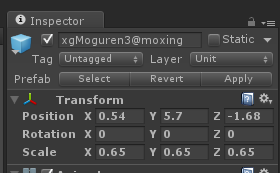 Inspector
xgMoguren3@moxing Static
Tag Untagged Layer Unit
Prefab Select Revert Apply
Transform
Position X 0.54 Y 5.7 Z -1.68
Rotation X 0 Y 0 Z 0
Scale X 0.65 Y 0.65 Z 0.65